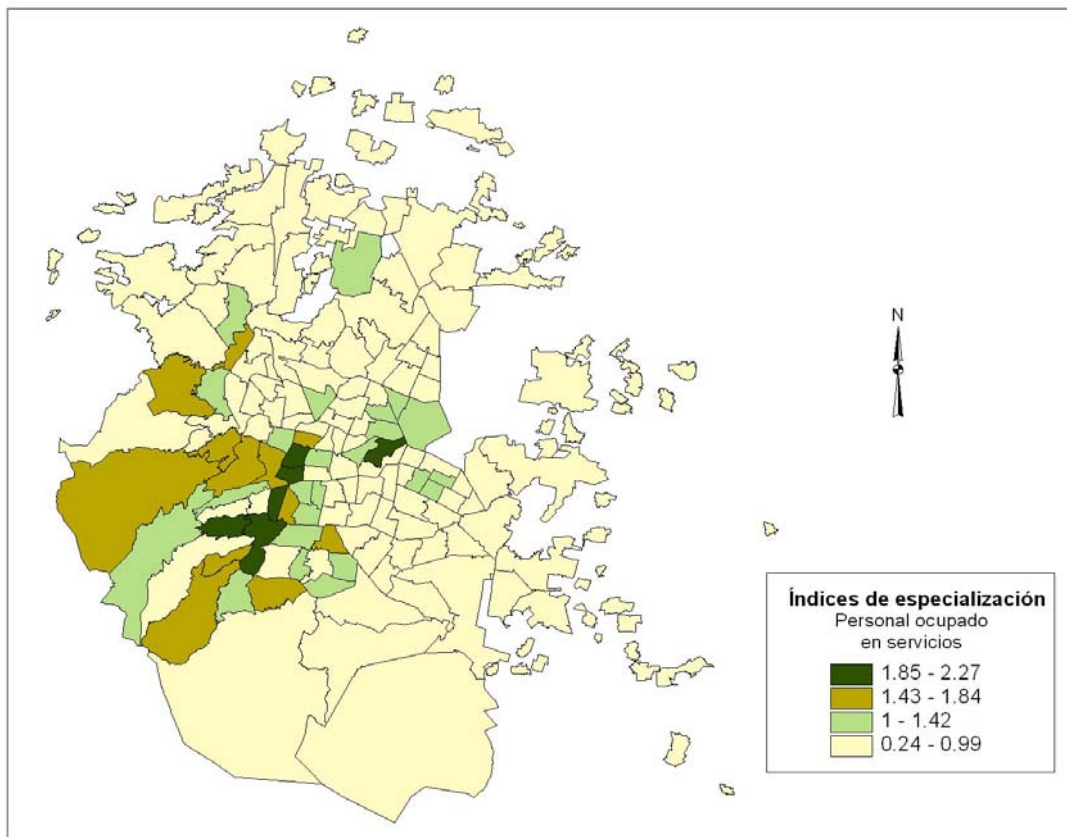 N
Índices de especialización
Personal ocupado
en servicios
1.85 - 2.27
1.43 - 1.84
1 - 1.42
0.24 - 0.99